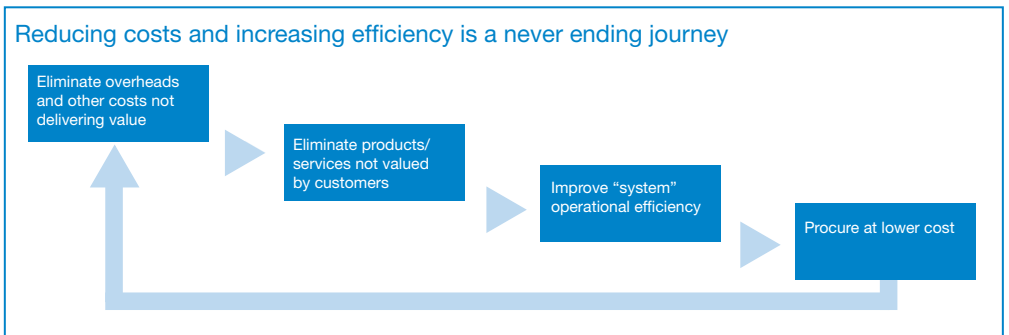 Reducing costs and increasing efficiency is a never ending journey
Eliminate overheads
and other costs not
delivering value
Eliminate products/
services not valued
by customers
Improve “system”
operational efficiency
Procure at lower cost